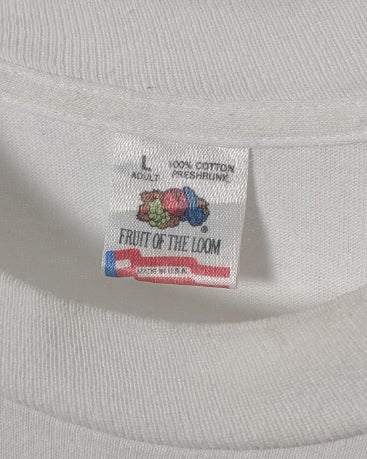 L 100% COTTON
ADULT PRESHRUNK
®
FRUIT OF THE LOOM
MADE IN U.S.A.